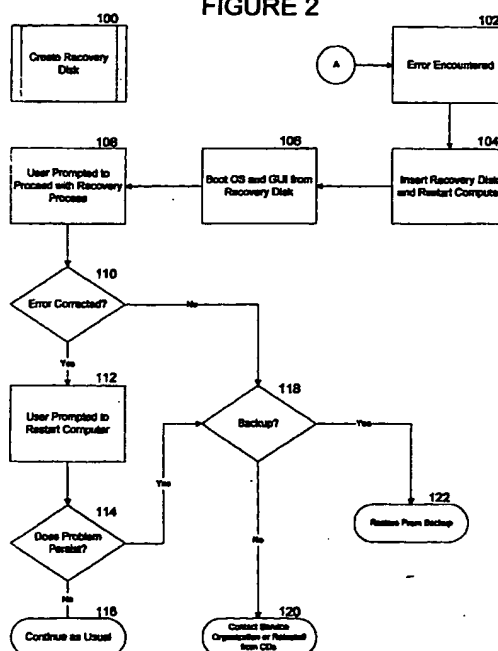 FIGURE 2
100
Create Recovery
Disk
A
102
Error Encountered
104
Insert Recovery Disk
and Restart Computer
106
Boot OS and GUI from
Recovery Disk
108
User Prompted to
Proceed with Recovery
Process
110
Error Corrected?
No
Yes
112
User Prompted to
Restart Computer
114
Does Problem
Persist?
Yes
No
116
Continue as Usual
118
Backup?
Yes
No
120
Contact Service
Organization or Reinstall
from CDs
122
Restore From Backup